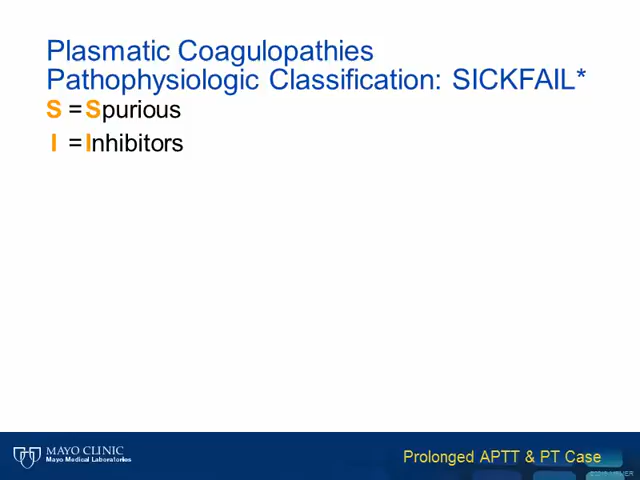 Plasmatic Coagulopathies
Pathophysiologic Classification: SICKFAIL*
S = Spurious
I = Inhibitors
MAYO CLINIC
Mayo Medical Laboratories
Prolonged APTT & PT Case